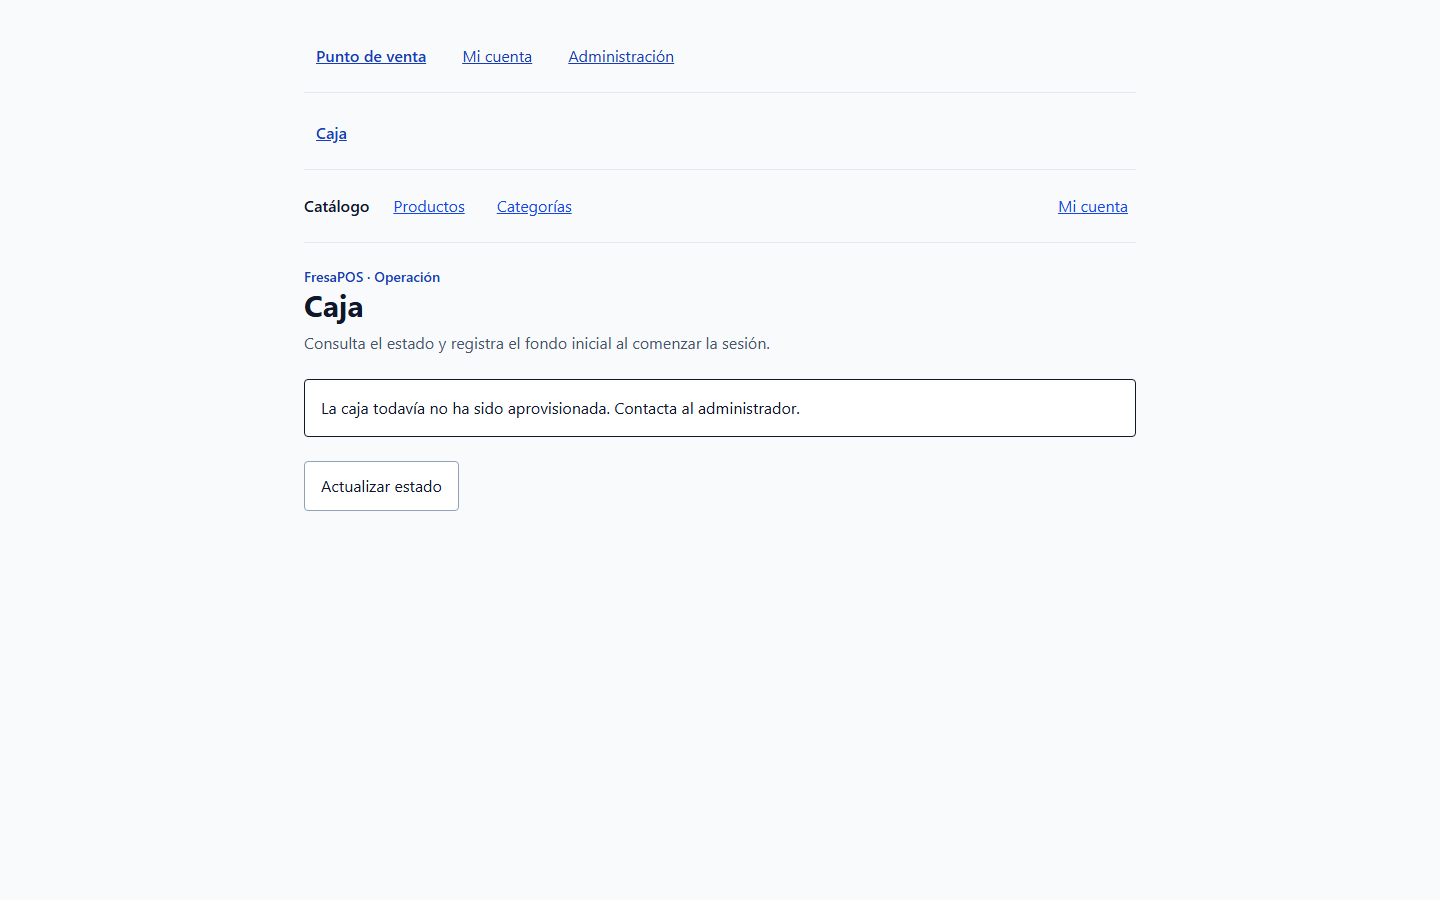 Punto de venta Mi cuenta Administración
Caja
Catálogo Productos Categorías Mi cuenta
FresaPOS · Operación
Caja
Consulta el estado y registra el fondo inicial al comenzar la sesión.
La caja todavía no ha sido aprovisionada. Contacta al administrador.
Actualizar estado